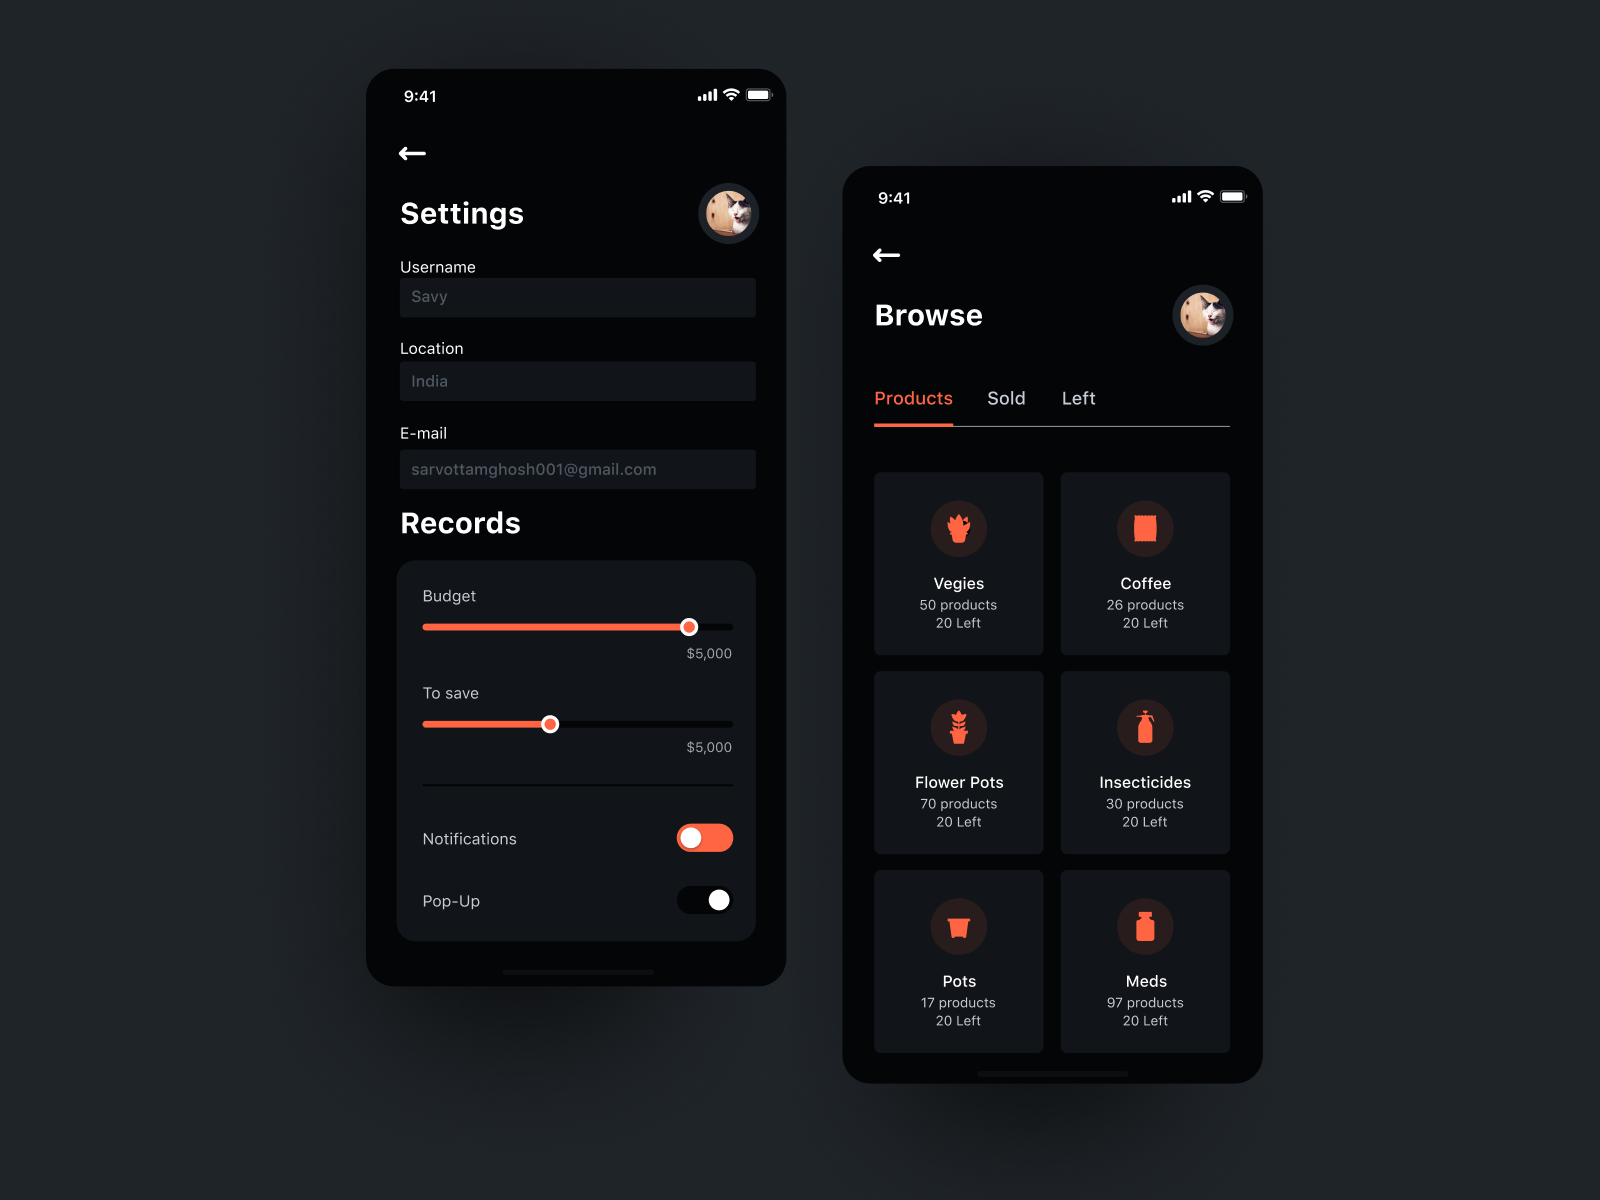 9:41
Settings
Username
Savy
Location
India
E-mail
sarvottamghosh001@gmail.com
Records
Budget
$5,000
To save
$5,000
Notifications
Pop-Up
9:41
Browse
Products Sold Left
Vegies
50 products
20 Left
Coffee
26 products
20 Left
Flower Pots
70 products
20 Left
Insecticides
30 products
20 Left
Pots
17 products
20 Left
Meds
97 products
20 Left